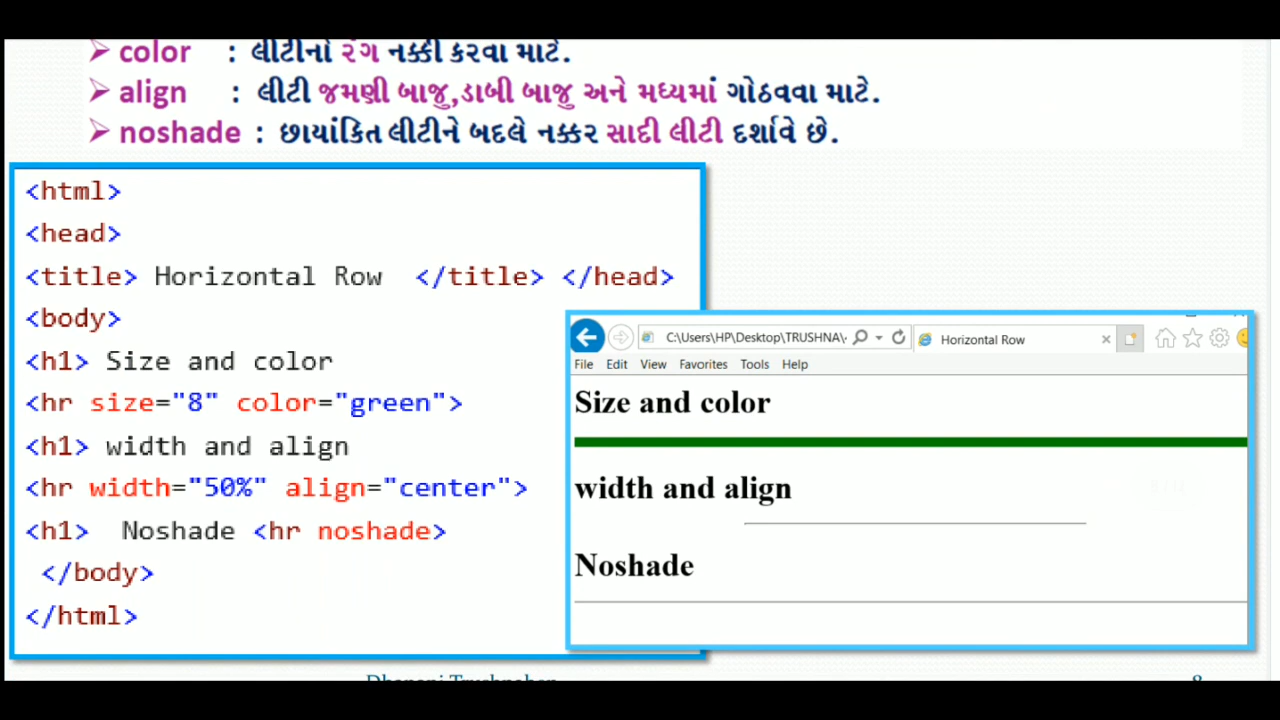 ➢ color : લીટીનો રંગ નક્કી કરવા માટે.
➢ align : લીટી જમણી બાજુ,ડાબી બાજુ અને મધ્યમાં ગોઠવવા માટે.
➢ noshade : છાયાંકિત લીટીને બદલે નક્કર સાદી લીટી દર્શાવે છે.
<html>
<head>
<title> Horizontal Row </title> </head>
<body>
<h1> Size and color
<hr size="8" color="green">
<h1> width and align
<hr width="50%" align="center">
<h1> Noshade <hr noshade>
</body>
</html>
C:\Users\HP\Desktop\TRUSHNA\
Horizontal Row
File Edit View Favorites Tools Help
Size and color
width and align
Noshade
8